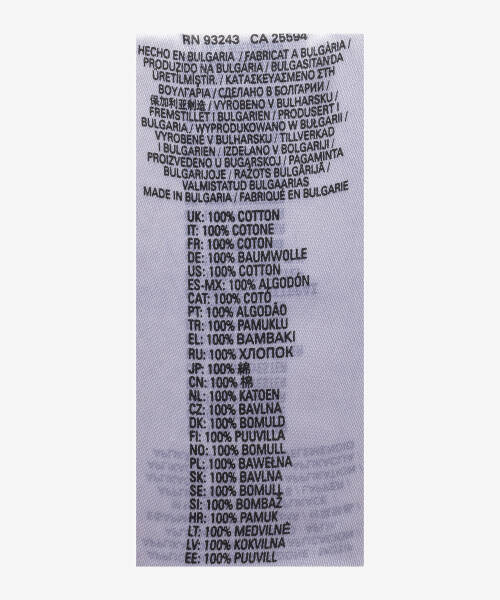 RN 93243 CA 25594
HECHO EN BULGARIA / FABRICAT A BULGÀRIA /
PRODUZIDO NA BULGÁRIA / BULGASITAN'DA
ÜRETİLMİŞTİR. / ΚΑΤΑΣΚΕΥΑΣΜΕΝΟ ΣΤΗ
ΒΟΥΛΓΑΡΙΑ / СДЕЛАНО В БОЛГАРИИ /
保加利亚制造 / VYROBENO V BULHARSKU /
FREMSTILLET I BULGARIEN / PRODUSERT I
BULGARIA / WYPRODUKOWANO W BUŁGARII /
VYROBENÉ V BULHARSKU / TILLVERKAD
I BULGARIEN / IZDELANO V BOLGARIJI /
PROIZVEDENO U BUGARSKOJ / PAGAMINTA
BULGARIJOJE / RAŽOTS BULGĀRIJĀ /
VALMISTATUD BULGAARIAS
MADE IN BULGARIA / FABRIQUÉ EN BULGARIE
UK: 100% COTTON
IT: 100% COTONE
FR: 100% COTON
DE: 100% BAUMWOLLE
US: 100% COTTON
ES-MX: 100% ALGODÓN
CAT: 100% COTÓ
PT: 100% ALGODÃO
TR: 100% PAMUKLU
EL: 100% ΒΑΜΒΑΚΙ
RU: 100% ХЛОПОК
JP: 100% 綿
CN: 100% 棉
NL: 100% KATOEN
CZ: 100% BAVLNA
DK: 100% BOMULD
FI: 100% PUUVILLA
NO: 100% BOMULL
PL: 100% BAWEŁNA
SK: 100% BAVLNA
SE: 100% BOMULL
SI: 100% BOMBAŽ
HR: 100% PAMUK
LT: 100% MEDVILNĖ
LV: 100% KOKVILNA
EE: 100% PUUVILL